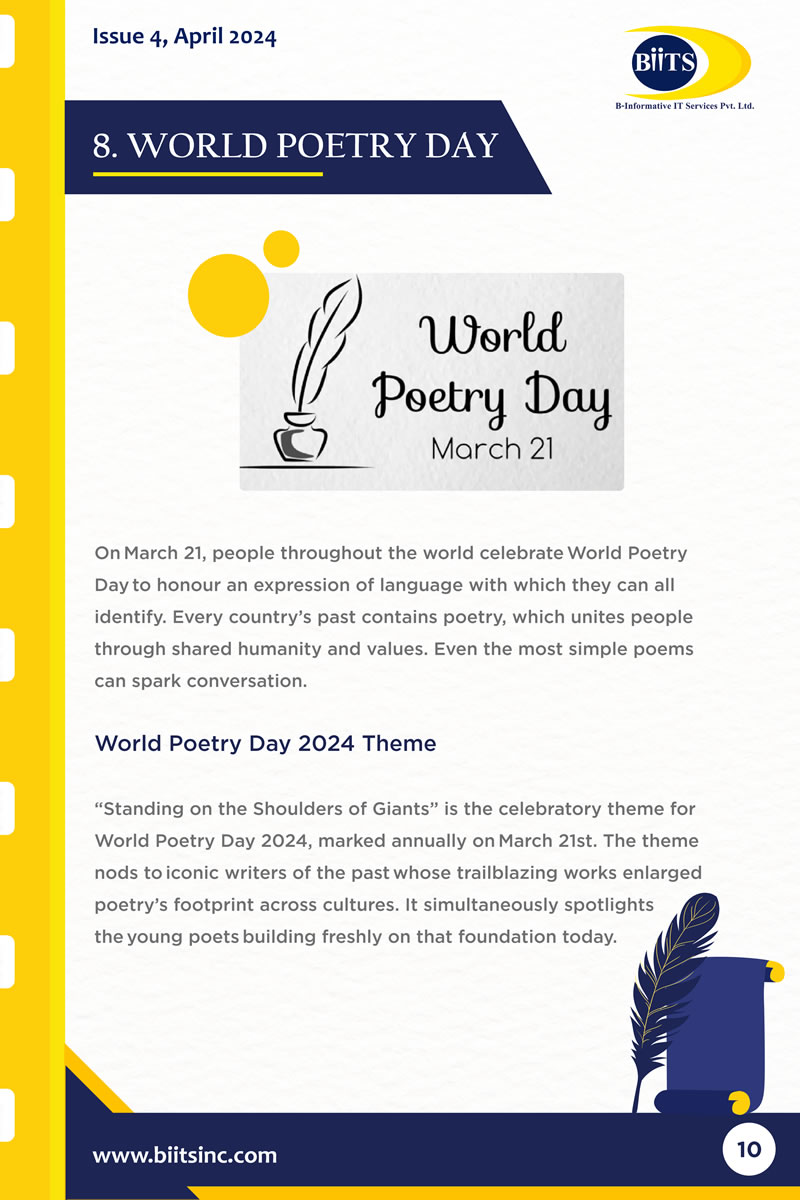 Issue 4, April 2024
BiiTS
B-Informative IT Services Pvt. Ltd.
8. WORLD POETRY DAY
World
Poetry Day
March 21
On March 21, people throughout the world celebrate World Poetry
Day to honour an expression of language with which they can all
identify. Every country’s past contains poetry, which unites people
through shared humanity and values. Even the most simple poems
can spark conversation.
World Poetry Day 2024 Theme
“Standing on the Shoulders of Giants” is the celebratory theme for
World Poetry Day 2024, marked annually on March 21st. The theme
nods to iconic writers of the past whose trailblazing works enlarged
poetry’s footprint across cultures. It simultaneously spotlights
the young poets building freshly on that foundation today.
www.biitsinc.com
10